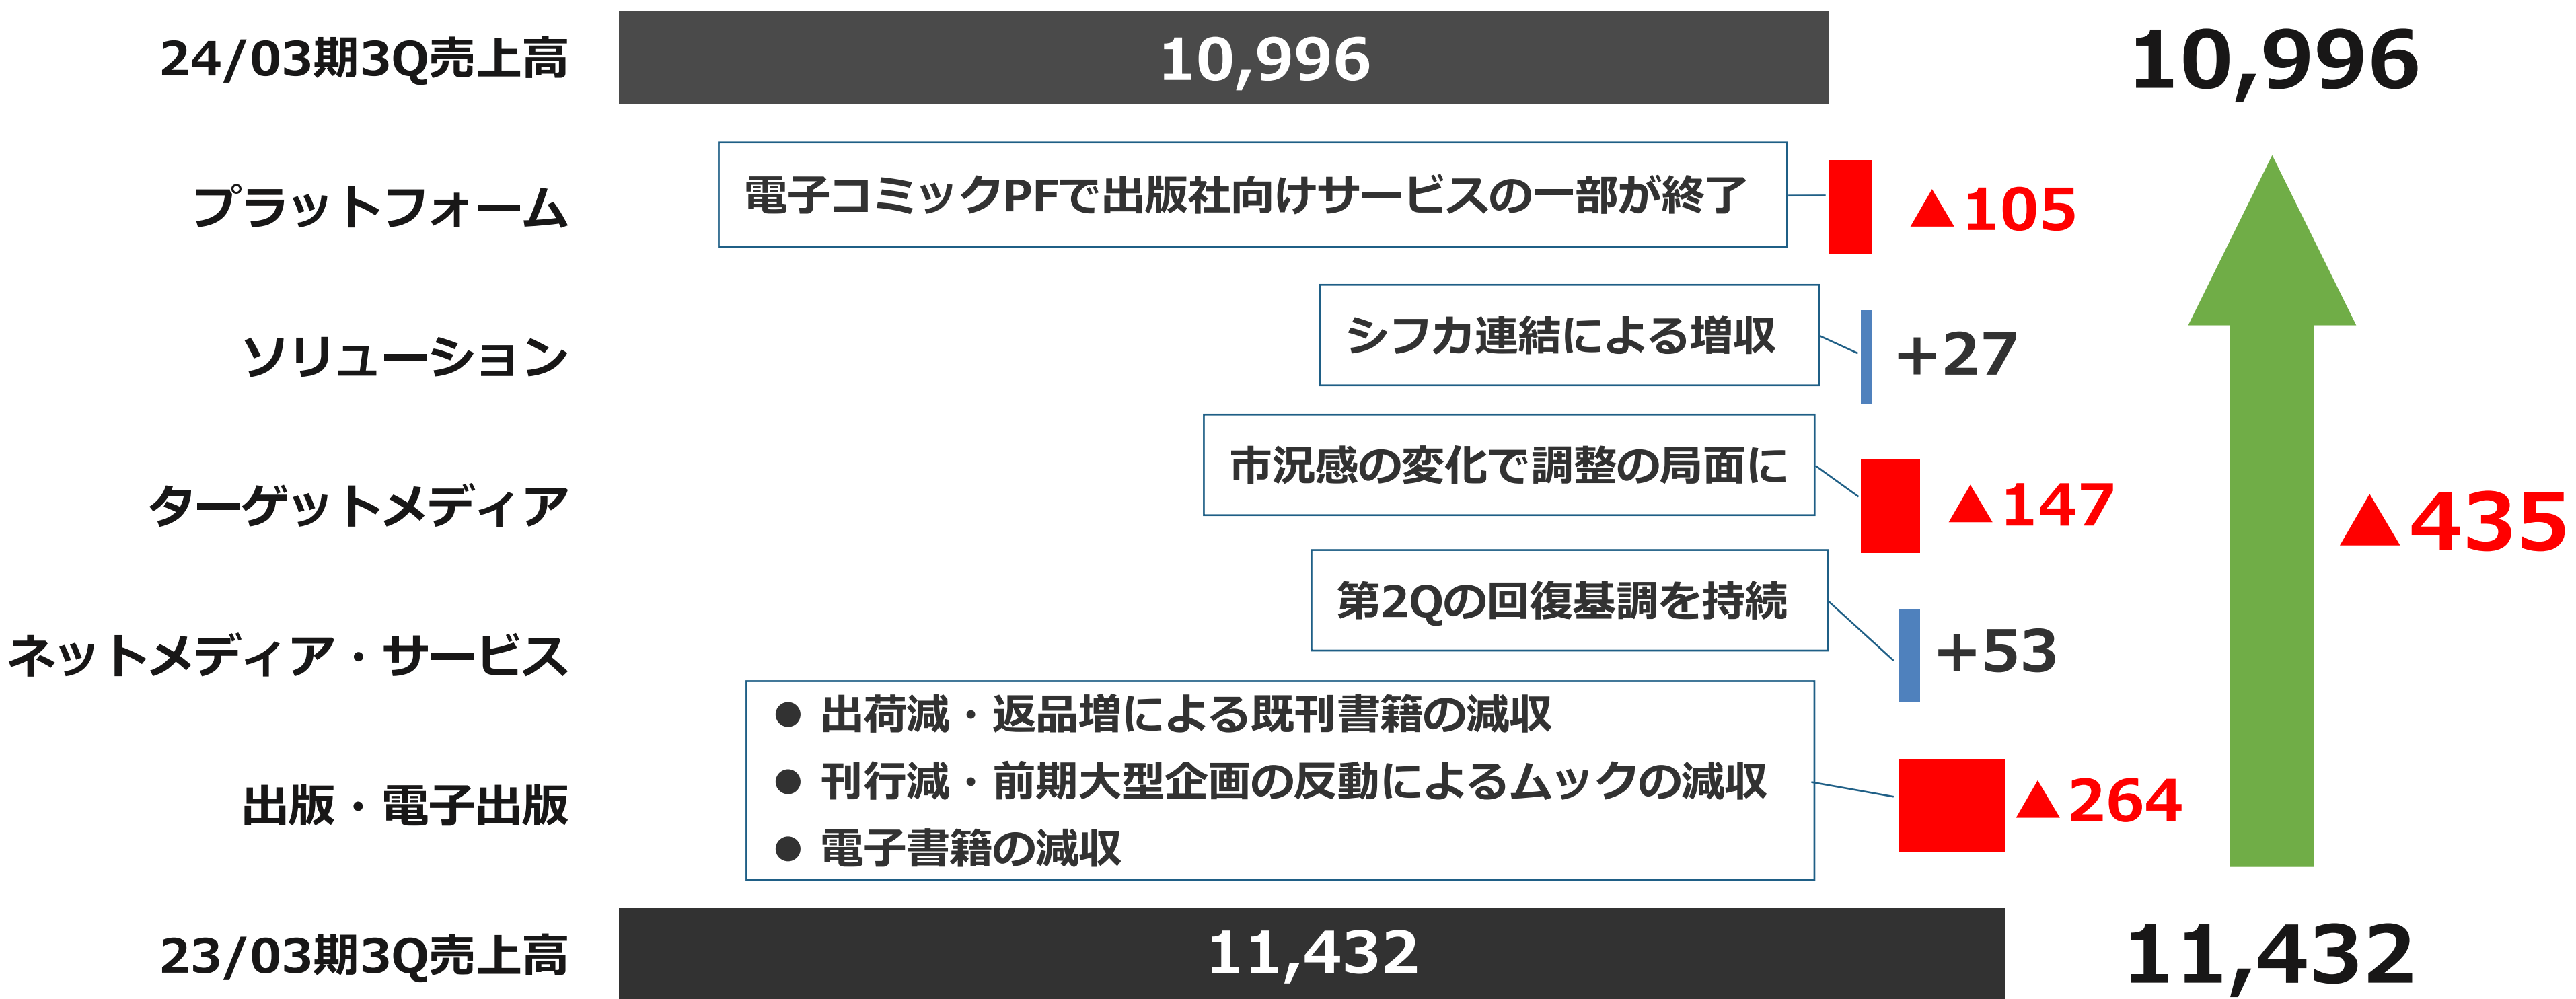 24/03期3Q売上高
10,996
10,996
プラットフォーム
電子コミックPFで出版社向けサービスの一部が終了
▲105
ソリューション
シフカ連結による増収
+27
ターゲットメディア
市況感の変化で調整の局面に
▲147
▲435
ネットメディア・サービス
第2Qの回復基調を持続
+53
出版・電子出版
● 出荷減・返品増による既刊書籍の減収
● 刊行減・前期大型企画の反動によるムックの減収
● 電子書籍の減収
▲264
23/03期3Q売上高
11,432
11,432